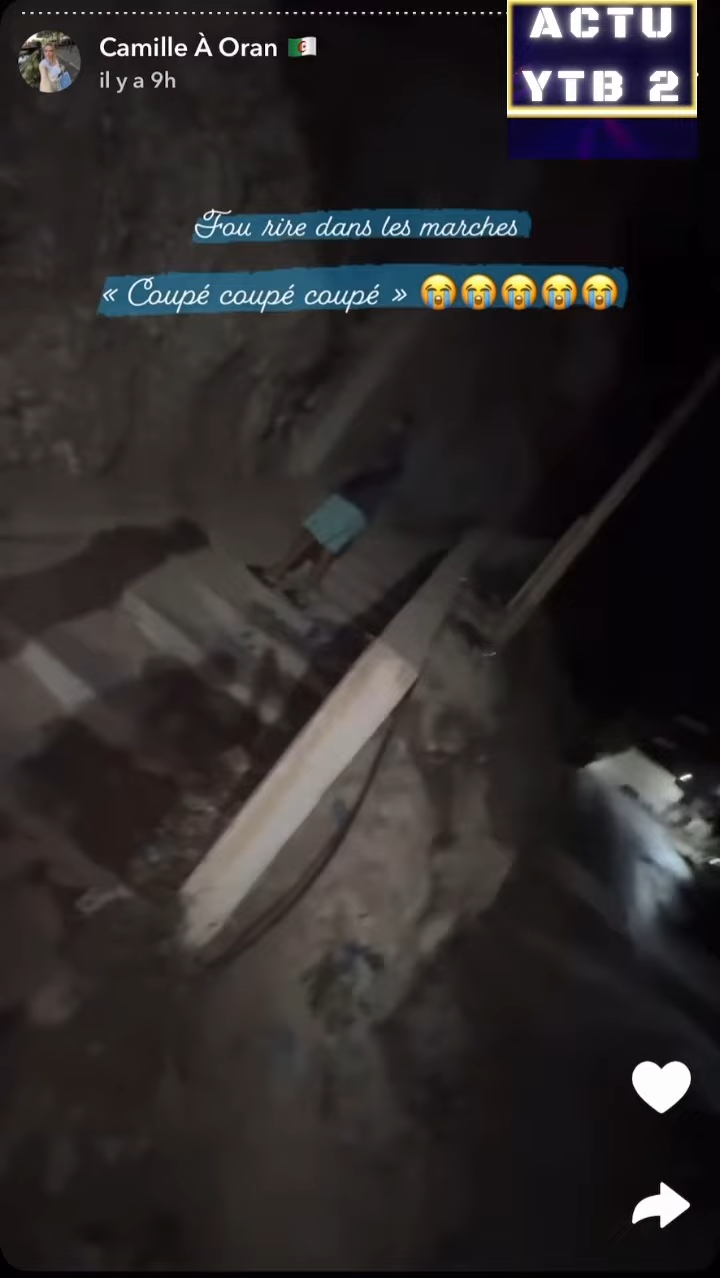 Camille À Oran 🇩🇿
il y a 9h
ACTU
YTB 2
Fou rire dans les marches
« Coupé coupé coupé » 😭😭😭😭😭